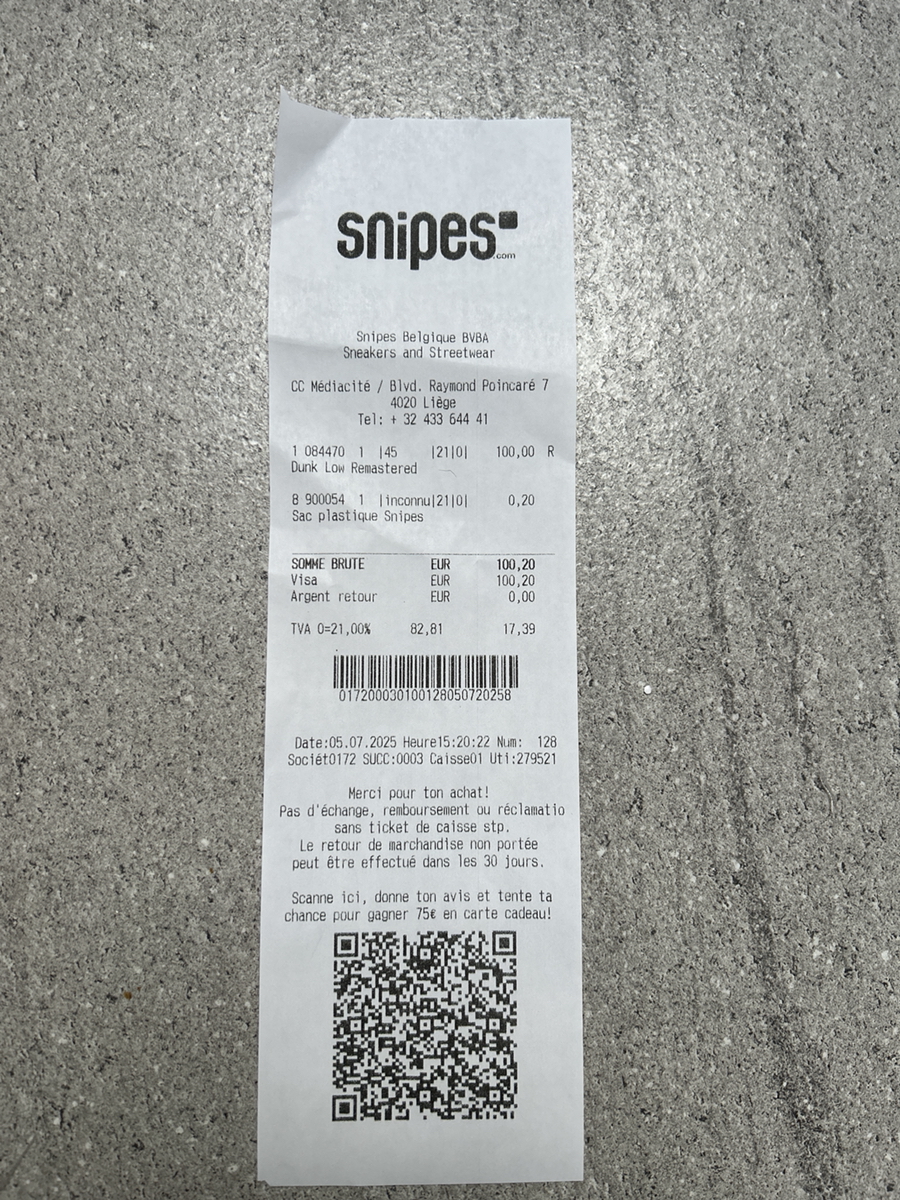 snipes
.com
Snipes Belgique BVBA
Sneakers and Streetwear
CC Médiacité / Blvd. Raymond Poincaré 7
4020 Liège
Tel: + 32 433 644 41
1 084470 1 |45 |21|0| 100,00 R
Dunk Low Remastered
8 900054 1 |inconnu|21|0| 0,20
Sac plastique Snipes
SOMME BRUTE EUR 100,20
Visa EUR 100,20
Argent retour EUR 0,00
TVA 0=21,00% 82,81 17,39
017200030100128050720258
Date:05.07.2025 Heure15:20:22 Num: 128
Sociét0172 SUCC:0003 Caisse01 Uti:279521
Merci pour ton achat!
Pas d'échange, remboursement ou réclamatio
sans ticket de caisse stp.
Le retour de marchandise non portée
peut être effectué dans les 30 jours.
Scanne ici, donne ton avis et tente ta
chance pour gagner 75€ en carte cadeau!